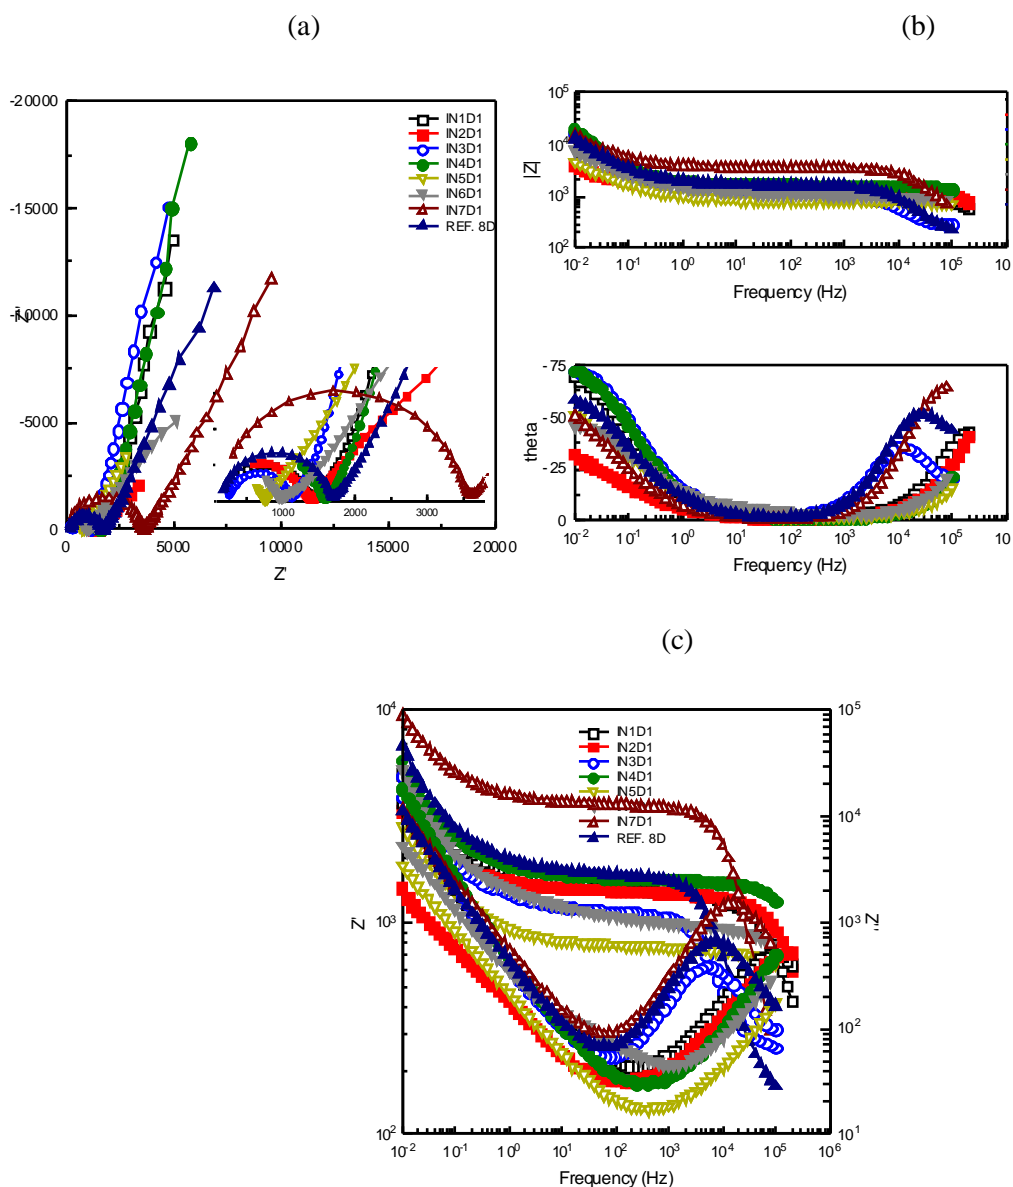 (a)
(b)
-20000
-15000
-10000
-5000
0
0
5000
10000
15000
20000
Z'
Z''
IN1D1
IN2D1
IN3D1
IN4D1
IN5D1
IN6D1
IN7D1
REF. 8D
1000
2000
3000
10^5
10^4
10^3
10^2
|Z|
10^-2
10^-1
10^0
10^1
10^2
10^3
10^4
10^5
10
Frequency (Hz)
-75
-50
-25
0
theta
10^-2
10^-1
10^0
10^1
10^2
10^3
10^4
10^5
10
Frequency (Hz)
(c)
10^4
10^3
10^2
Z'
IN1D1
IN2D1
IN3D1
IN4D1
IN5D1
IN7D1
REF. 8D
10^5
10^4
10^3
10^2
10^1
Z''
10^-2
10^-1
10^0
10^1
10^2
10^3
10^4
10^5
10^6
Frequency (Hz)